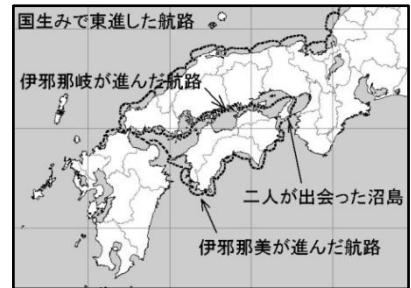 国生みで東進した航路
伊邪那岐が進んだ航路
二人が出会った沼島
伊邪那美が進んだ航路